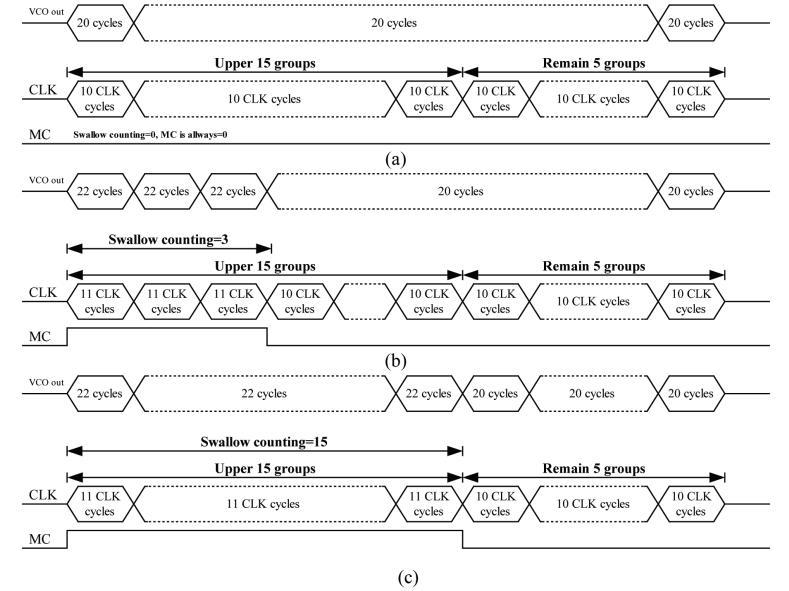 VCO out
20 cycles 20 cycles 20 cycles
Upper 15 groups Remain 5 groups
CLK
10 CLK cycles 10 CLK cycles 10 CLK cycles 10 CLK cycles 10 CLK cycles 10 CLK cycles
MC Swallow counting=0, MC is allways=0
(a)
VCO out
22 cycles 22 cycles 22 cycles 20 cycles 20 cycles
Swallow counting=3
Upper 15 groups Remain 5 groups
CLK
11 CLK cycles 11 CLK cycles 11 CLK cycles 10 CLK cycles 10 CLK cycles 10 CLK cycles 10 CLK cycles 10 CLK cycles
MC
(b)
VCO out
22 cycles 22 cycles 22 cycles 20 cycles 20 cycles 20 cycles
Swallow counting=15
Upper 15 groups Remain 5 groups
CLK
11 CLK cycles 11 CLK cycles 11 CLK cycles 10 CLK cycles 10 CLK cycles 10 CLK cycles
MC
(c)